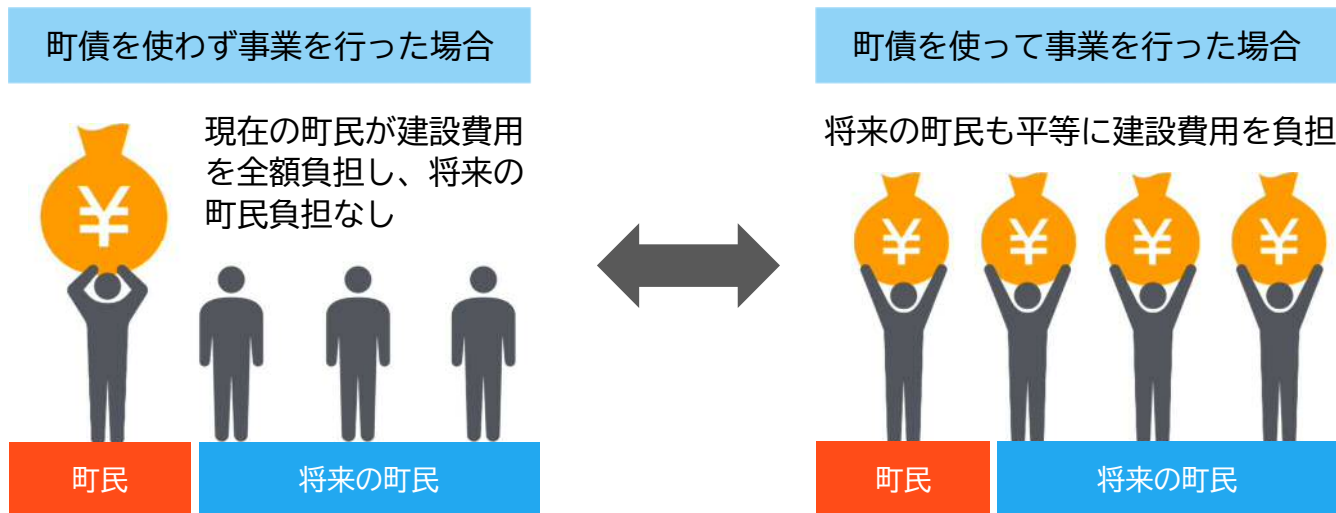 町債を使わず事業を行った場合
現在の町民が建設費用
を全額負担し、将来の
町民負担なし
¥
町民
将来の町民
町債を使って事業を行った場合
将来の町民も平等に建設費用を負担
¥ ¥ ¥ ¥
町民
将来の町民